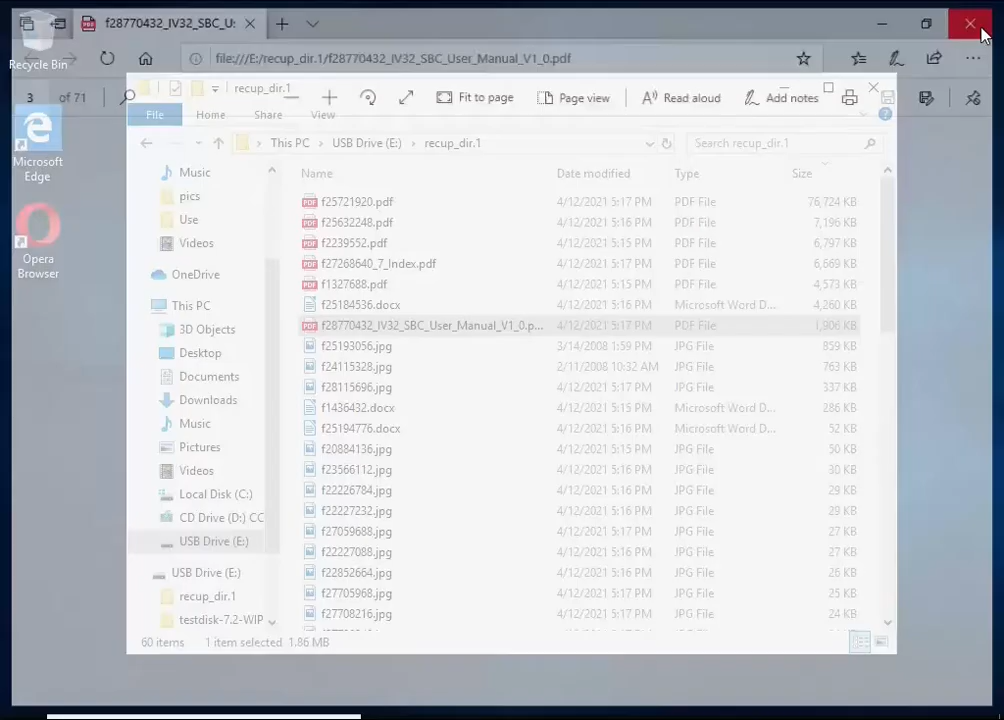 f28770432_IV32_SBC_U:
Recycle Bin
file:///E:/recup_dir.1/f28770432_IV32_SBC_User_Manual_V1_0.pdf
recup_dir.1
3 of 71
Fit to page
Page view
Read aloud
Add notes
File
Home
Share
View
This PC
USB Drive (E:)
recup_dir.1
Search recup_dir.1
Microsoft
Edge
Opera
Browser
Music
pics
Use
Videos
OneDrive
This PC
3D Objects
Desktop
Documents
Downloads
Music
Pictures
Videos
Local Disk (C:)
CD Drive (D:) CC
USB Drive (E:)
USB Drive (E:)
recup_dir.1
testdisk-7.2-WIP
Name Date modified Type Size
f25721920.pdf 4/12/2021 5:17 PM PDF File 76,724 KB
f25632248.pdf 4/12/2021 5:16 PM PDF File 7,196 KB
f2239552.pdf 4/12/2021 5:15 PM PDF File 6,797 KB
f27268640_7_Index.pdf 4/12/2021 5:17 PM PDF File 6,669 KB
f1327688.pdf 4/12/2021 5:15 PM PDF File 4,573 KB
f25184536.docx 4/12/2021 5:16 PM Microsoft Word D... 4,260 KB
f28770432_IV32_SBC_User_Manual_V1_0.p... 4/12/2021 5:17 PM PDF File 1,906 KB
f25193056.jpg 3/14/2008 1:59 PM JPG File 859 KB
f24115328.jpg 2/11/2008 10:32 AM JPG File 763 KB
f28115696.jpg 4/12/2021 5:17 PM JPG File 337 KB
f1436432.docx 4/12/2021 5:15 PM Microsoft Word D... 286 KB
f25194776.docx 4/12/2021 5:16 PM Microsoft Word D... 52 KB
f20884136.jpg 4/12/2021 5:15 PM JPG File 50 KB
f23566112.jpg 4/12/2021 5:16 PM JPG File 30 KB
f22226784.jpg 4/12/2021 5:16 PM JPG File 29 KB
f22227232.jpg 4/12/2021 5:16 PM JPG File 29 KB
f27059688.jpg 4/12/2021 5:17 PM JPG File 27 KB
f22227088.jpg 4/12/2021 5:16 PM JPG File 27 KB
f22852664.jpg 4/12/2021 5:16 PM JPG File 26 KB
f27705968.jpg 4/12/2021 5:17 PM JPG File 25 KB
f27708216.jpg 4/12/2021 5:17 PM JPG File 24 KB
60 items 1 item selected 1.86 MB